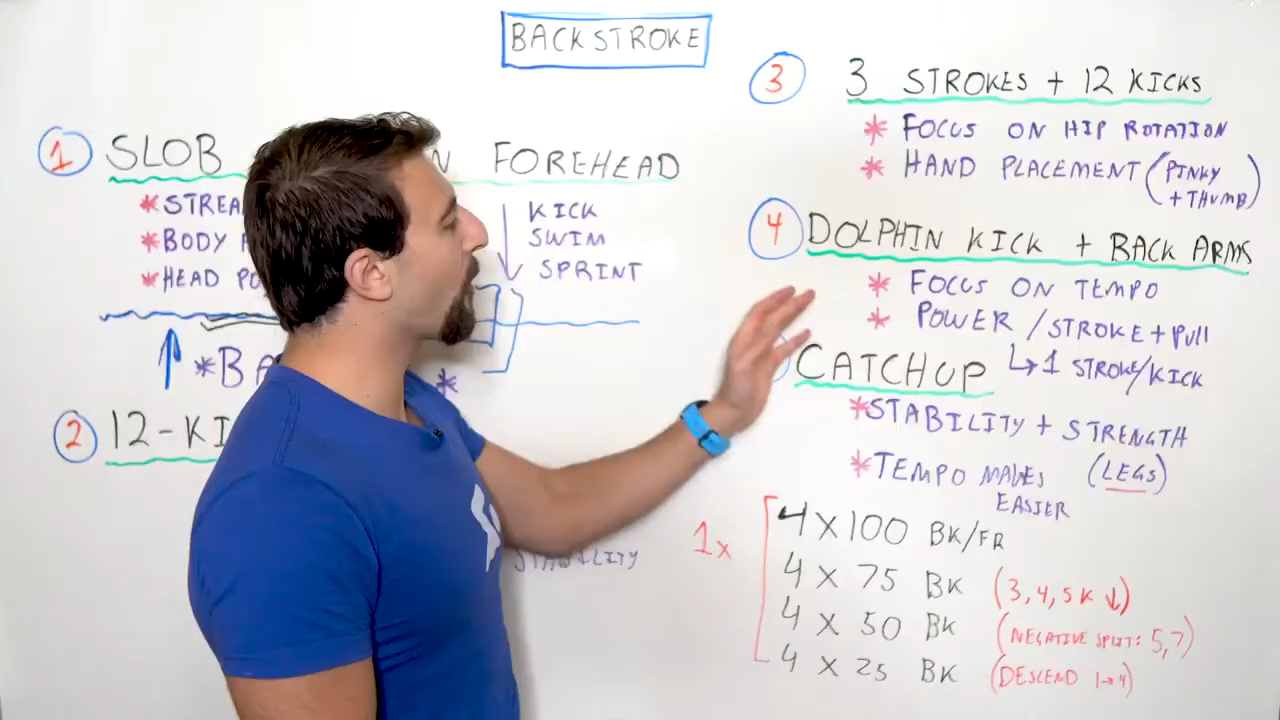 BACKSTROKE
1 SLOB FOREHEAD
* STREA
* BODY
* HEAD PO
KICK
SWIM
SPRINT
* BA
*
2 12-KI
STABILITY
3 3 STROKES + 12 KICKS
* FOCUS ON HIP ROTATION
* HAND PLACEMENT (PINKY
+ THUMB)
4 DOLPHIN KICK + BACK ARMS
* FOCUS ON TEMPO
* POWER / STROKE + PULL
↳ 1 STROKE/KICK
CATCHUP
* STABILITY + STRENGTH
(LEGS)
* TEMPO MAKES
EASIER
1x
4 X 100 BK/FR
4 X 75 BK (3, 4, 5 K ↓)
4 X 50 BK (NEGATIVE SPLIT: 5, 7)
4 X 25 BK (DESCEND 1→4)